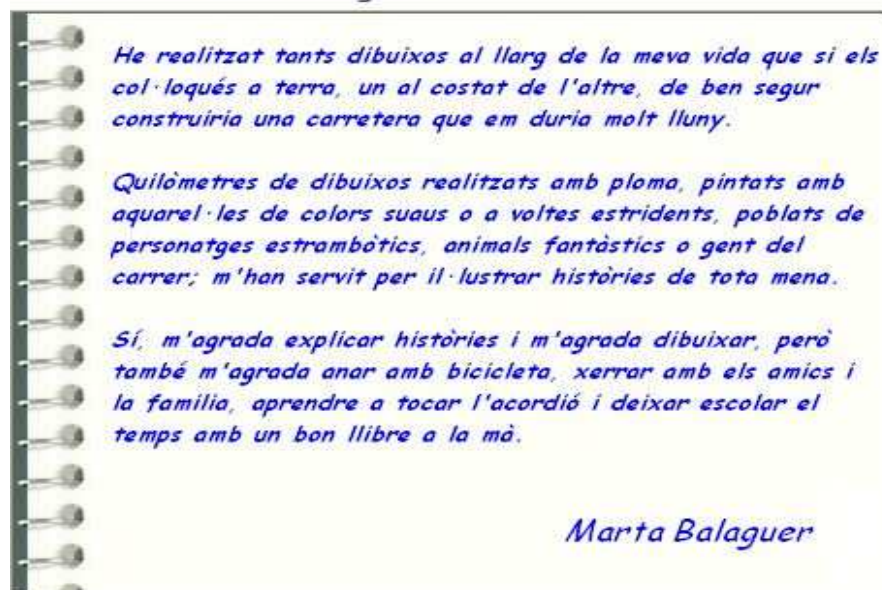 He realitzat tants dibuixos al llarg de la meva vida que si els
col·loqués a terra, un al costat de l'altre, de ben segur
construiria una carretera que em duria molt lluny.
Quilòmetres de dibuixos realitzats amb ploma, pintats amb
aquarel·les de colors suaus o a voltes estridents, poblats de
personatges estrambòtics, animals fantàstics o gent del
carrer; m'han servit per il·lustrar històries de tota mena.
Sí, m'agrada explicar històries i m'agrada dibuixar, però
també m'agrada anar amb bicicleta, xerrar amb els amics i
la família, aprendre a tocar l'acordió i deixar escolar el
temps amb un bon llibre a la mà.
Marta Balaguer